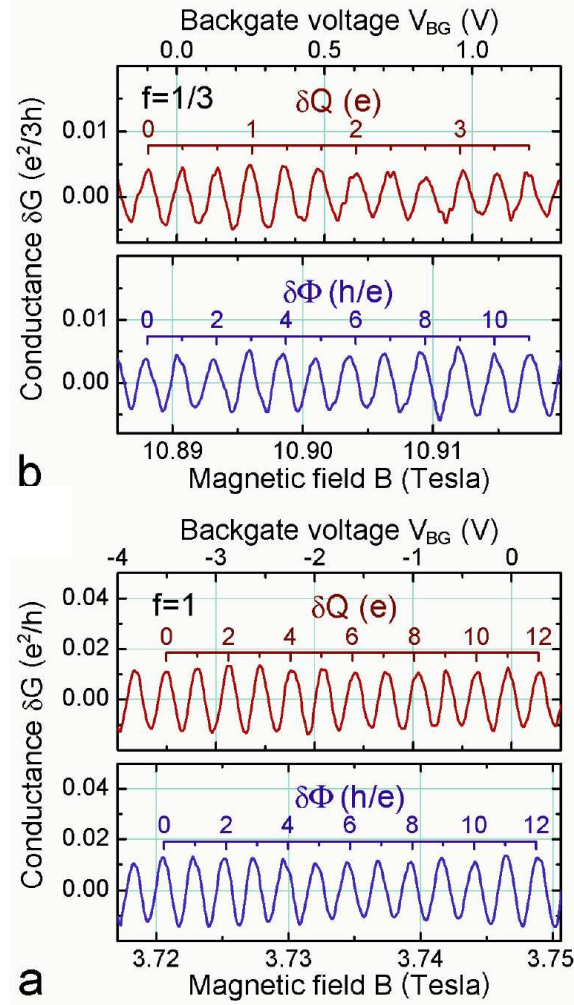 Backgate voltage V_BG (V)
0.0 0.5 1.0
f=1/3 δQ (e)
0 1 2 3
0.01
0.00
δΦ (h/e)
0 2 4 6 8 10
0.01
0.00
Conductance δG (e²/3h)
10.89 10.90 10.91
b Magnetic field B (Tesla)
Backgate voltage V_BG (V)
-4 -3 -2 -1 0
0.04
f=1 δQ (e)
0 2 4 6 8 10 12
0.02
0.00
0.04
δΦ (h/e)
0 2 4 6 8 10 12
0.02
0.00
Conductance δG (e²/h)
3.72 3.73 3.74 3.75
a Magnetic field B (Tesla)